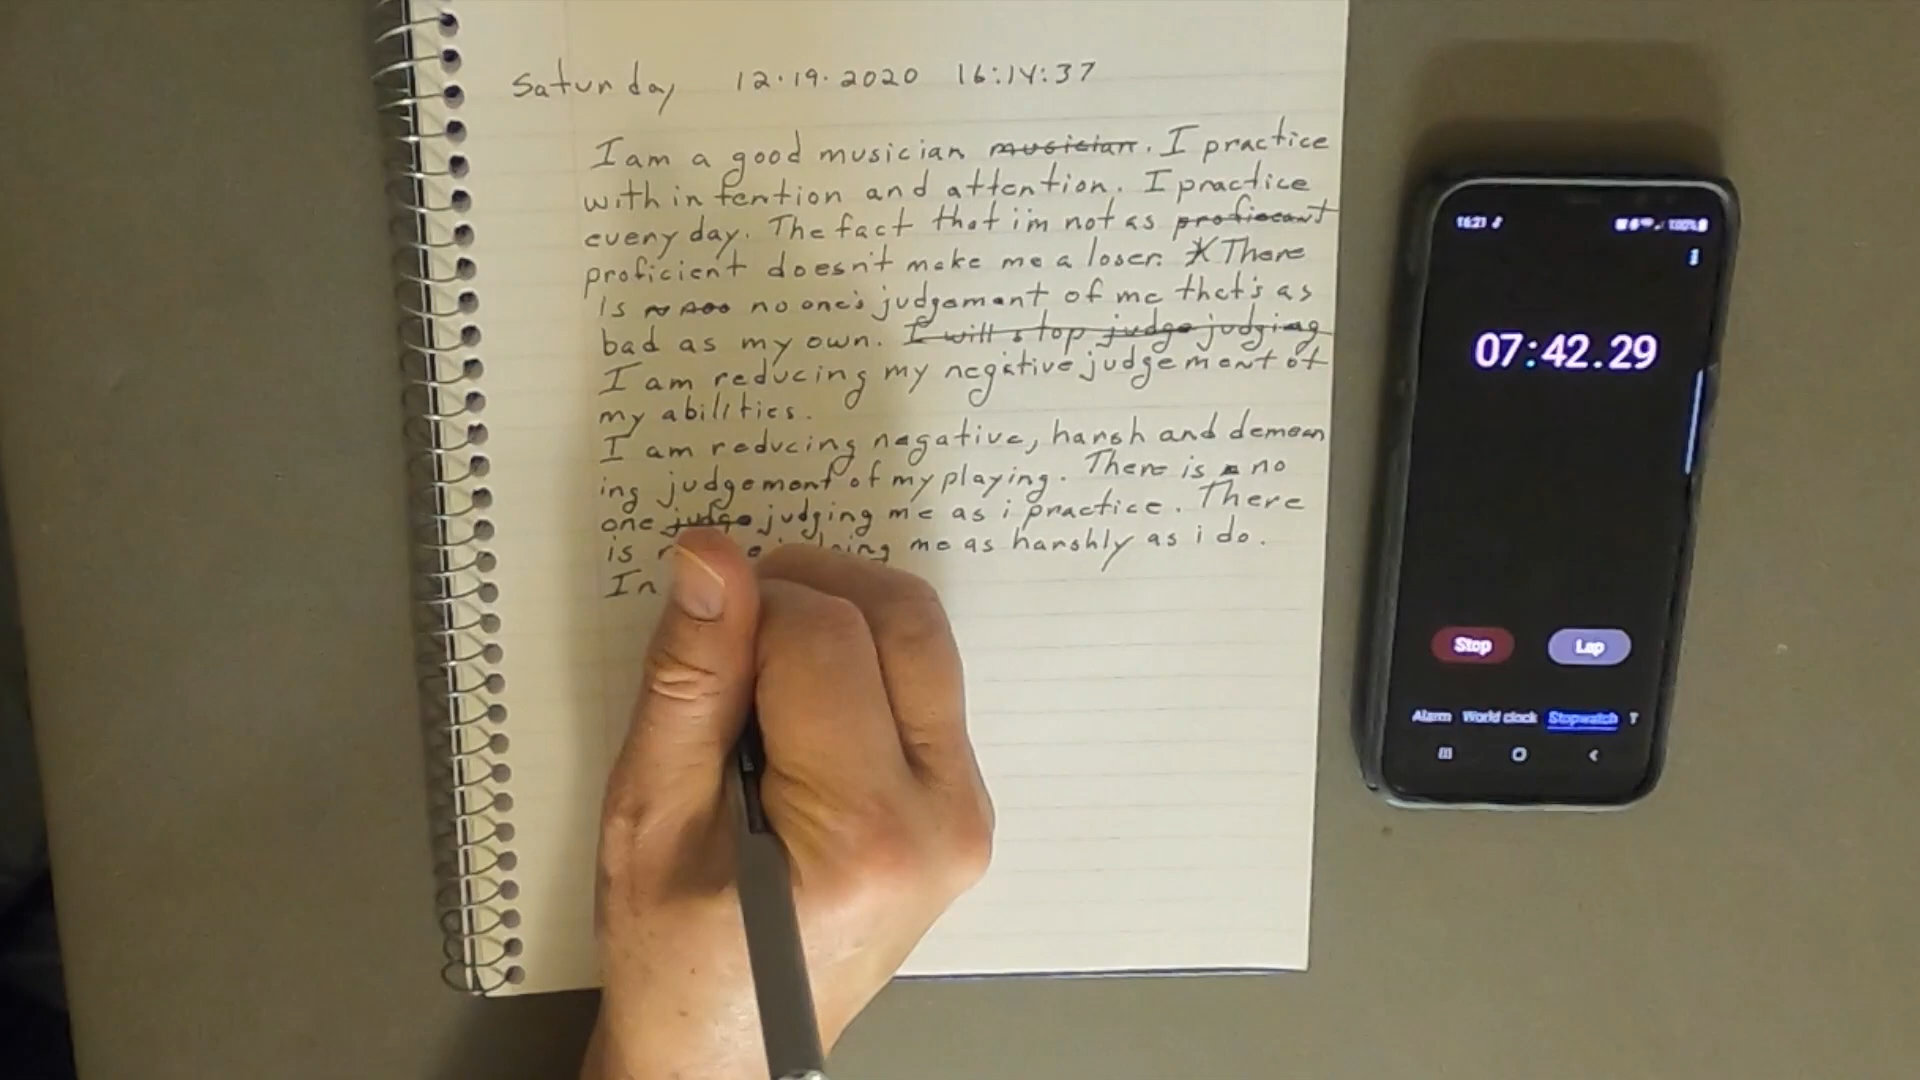 Saturday 12.19.2020 16:14:37
I am a good musician musician. I practice
with intention and attention. I practice
every day. The fact that i'm not as proficcant
proficient doesn't make me a loser. There
Is no one's judgement of me that's as
bad as my own. I will stop judge judging
I am reducing my negative judgement of
my abilities.
I am reducing negative, harsh and demean
ing judgement of my playing. There is no
one judge judging me as i practice. There
is me as harshly as i do.
In
16:21 100%
07:42.29
Stop Lap
Alarm World clock Stopwatch T